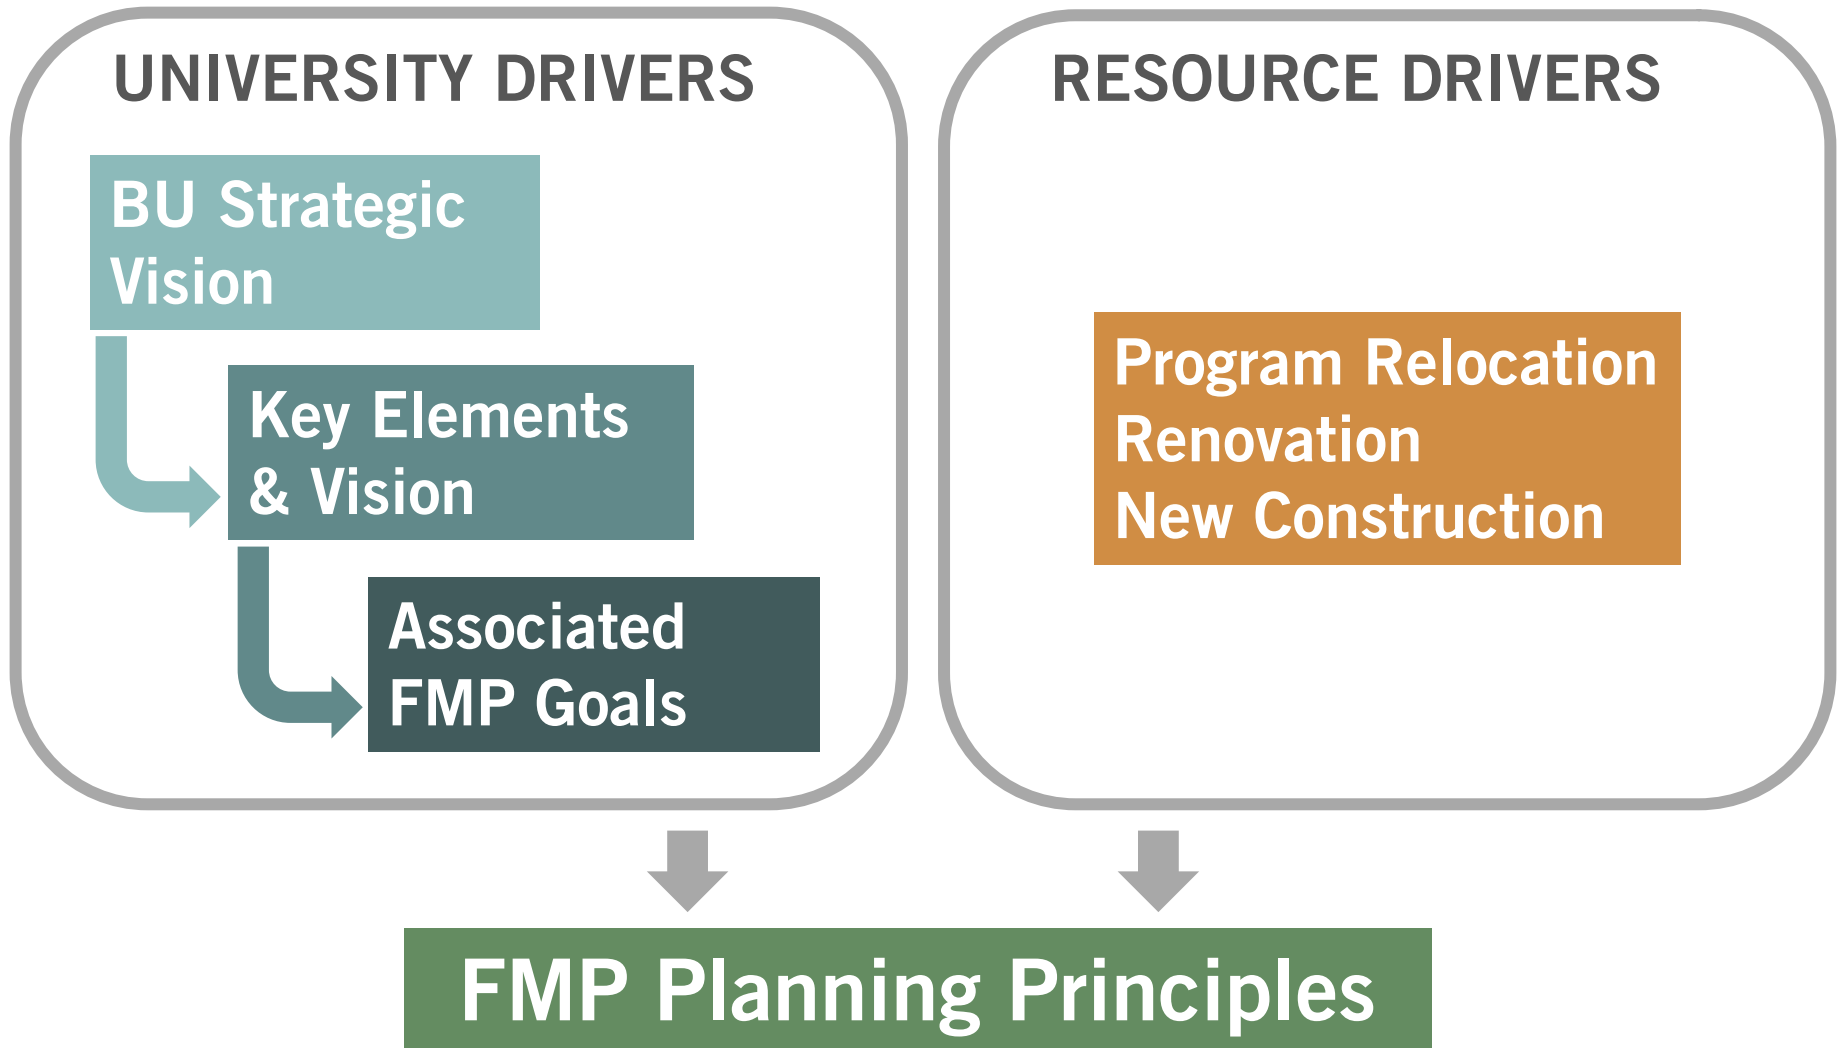 UNIVERSITY DRIVERS
BU Strategic
Vision
Key Elements
& Vision
Associated
FMP Goals
RESOURCE DRIVERS
Program Relocation
Renovation
New Construction
FMP Planning Principles